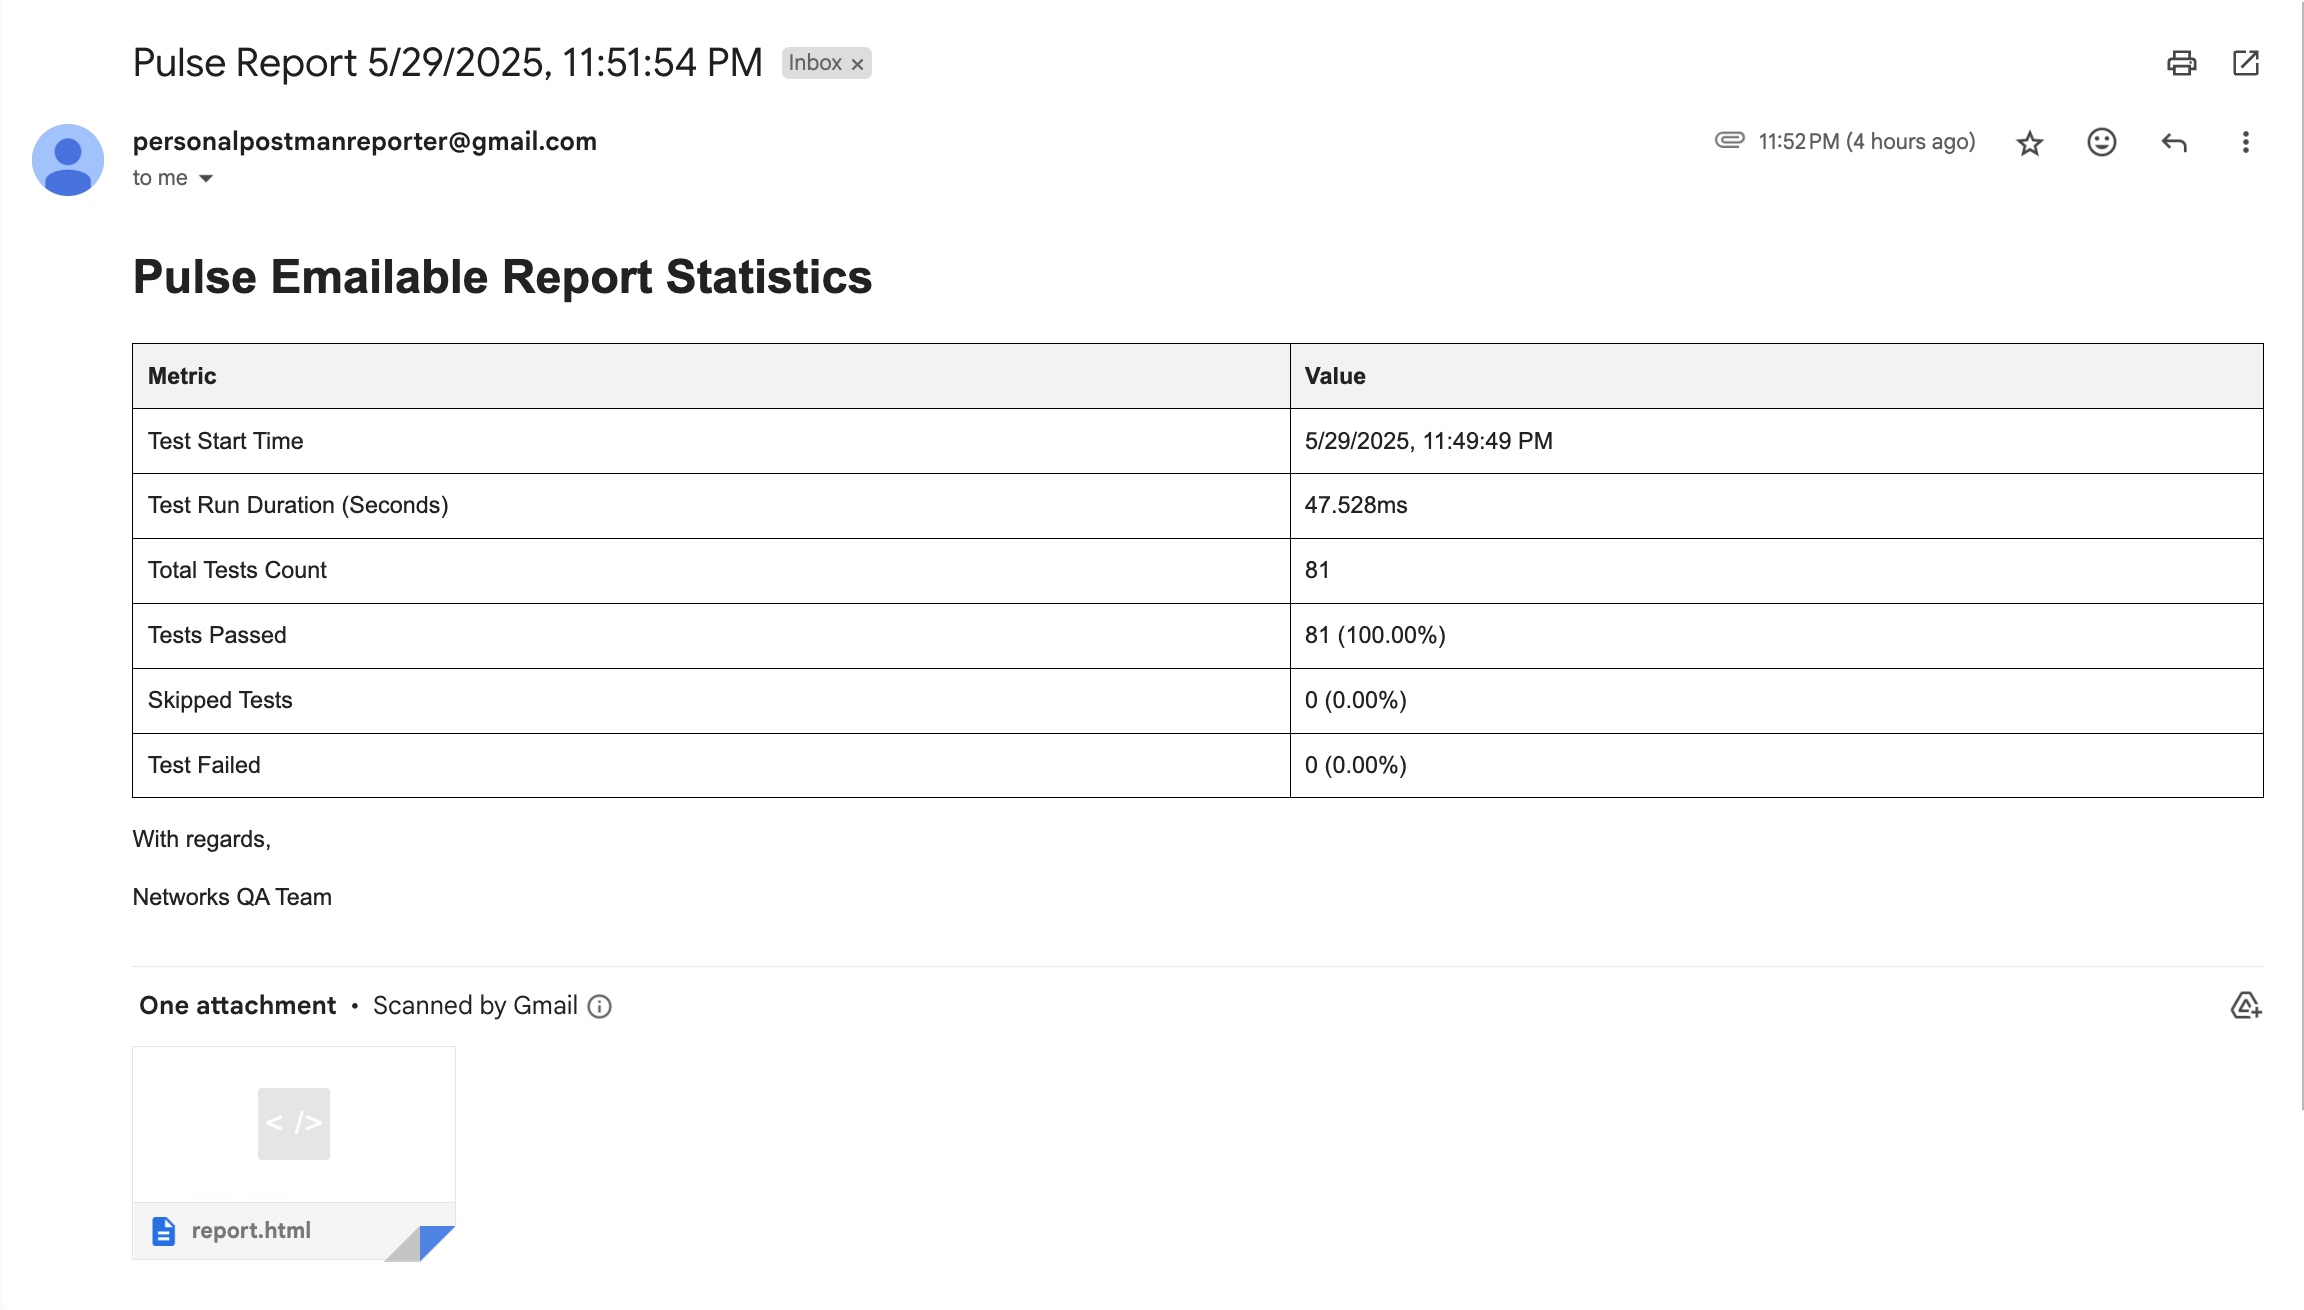 Pulse Report 5/29/2025, 11:51:54 PM Inbox ×
personalpostmanreporter@gmail.com 11:52 PM (4 hours ago)
to me
Pulse Emailable Report Statistics
Metric Value
Test Start Time 5/29/2025, 11:49:49 PM
Test Run Duration (Seconds) 47.528ms
Total Tests Count 81
Tests Passed 81 (100.00%)
Skipped Tests 0 (0.00%)
Test Failed 0 (0.00%)
With regards,
Networks QA Team
One attachment • Scanned by Gmail
< />
report.html